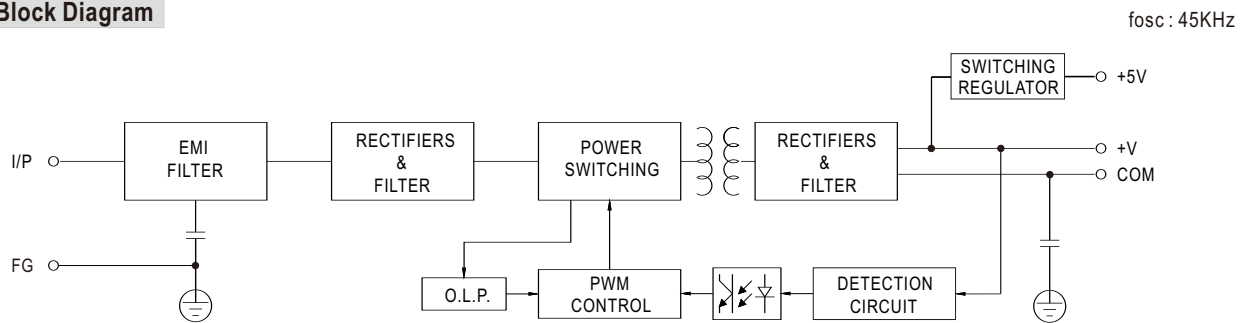 Block Diagram
fosc : 45KHz
SWITCHING
REGULATOR
+5V
I/P
EMI
FILTER
RECTIFIERS
&
FILTER
POWER
SWITCHING
RECTIFIERS
&
FILTER
+V
COM
FG
O.L.P.
PWM
CONTROL
DETECTION
CIRCUIT